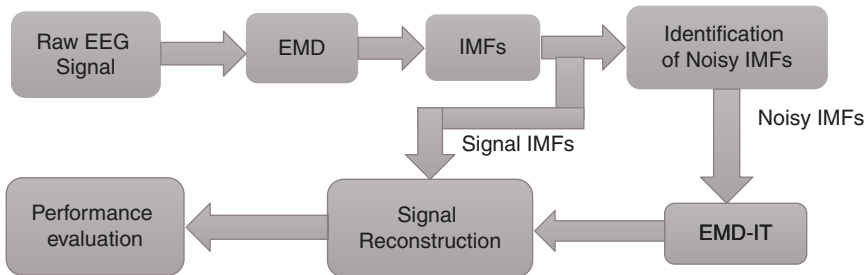 Raw EEG
Signal
EMD
IMFs
Identification
of Noisy IMFs
Signal IMFs
Noisy IMFs
Performance
evaluation
Signal
Reconstruction
EMD-IT